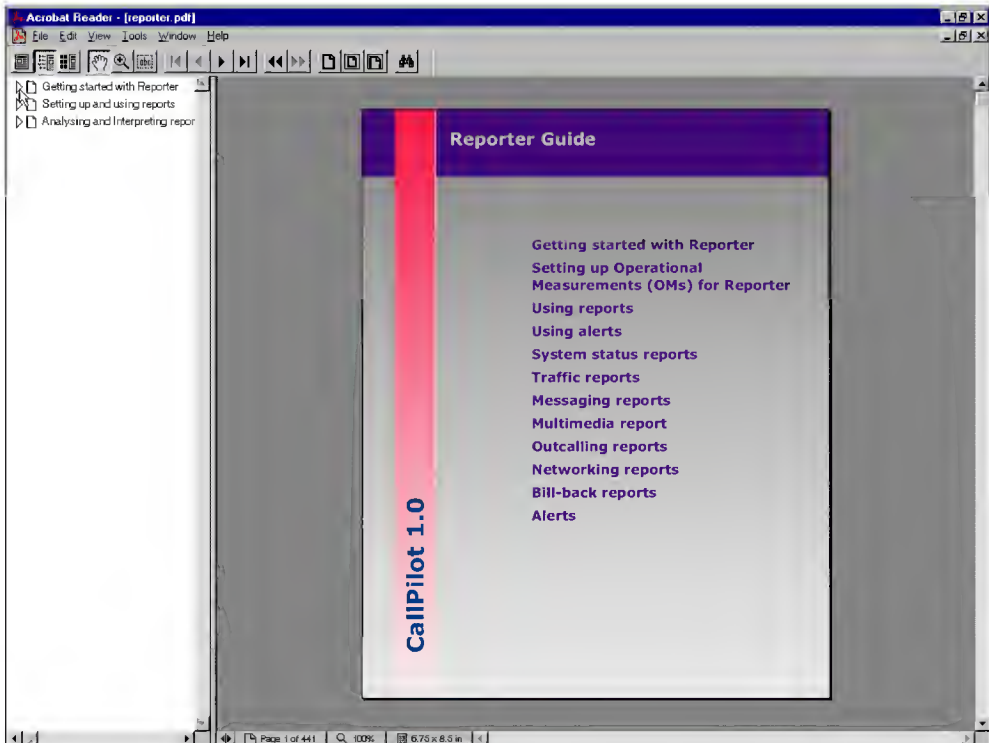 Acrobat Reader - [reporter.pdf]
File Edit View Tools Window Help
Getting started with Reporter
Setting up and using reports
Analysing and Interpreting repor
Reporter Guide
Getting started with Reporter
Setting up Operational
Measurements (OMs) for Reporter
Using reports
Using alerts
System status reports
Traffic reports
Messaging reports
Multimedia report
Outcalling reports
Networking reports
Bill-back reports
Alerts
CallPilot 1.0
Page 1 of 441
100%
6.75 x 8.5 in